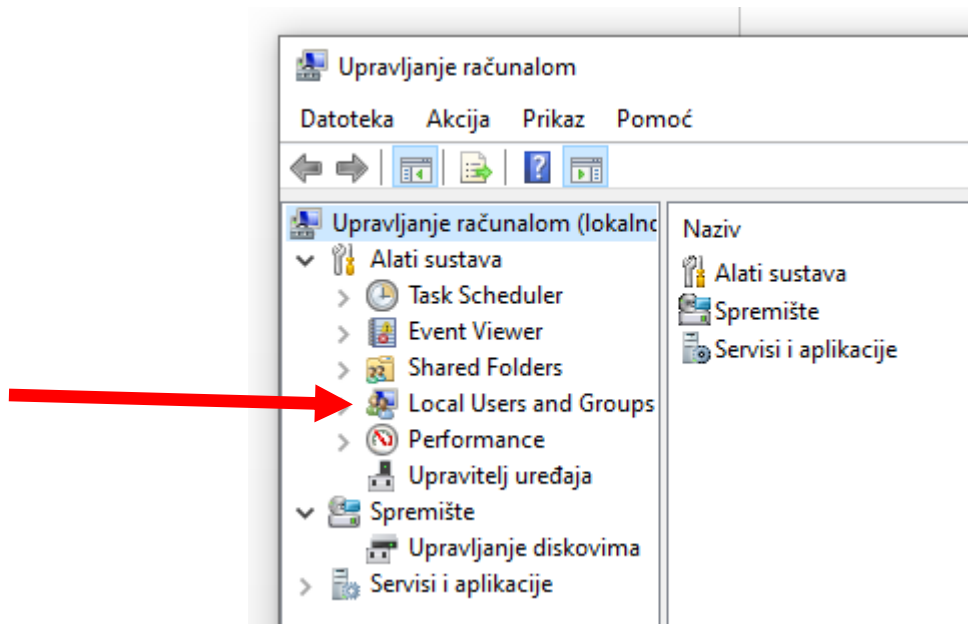 Upravljanje računalom
Datoteka Akcija Prikaz Pomoć
Upravljanje računalom (lokalno
Alati sustava
Task Scheduler
Event Viewer
Shared Folders
Local Users and Groups
Performance
Upravitelj uređaja
Spremište
Upravljanje diskovima
Servisi i aplikacije
Naziv
Alati sustava
Spremište
Servisi i aplikacije